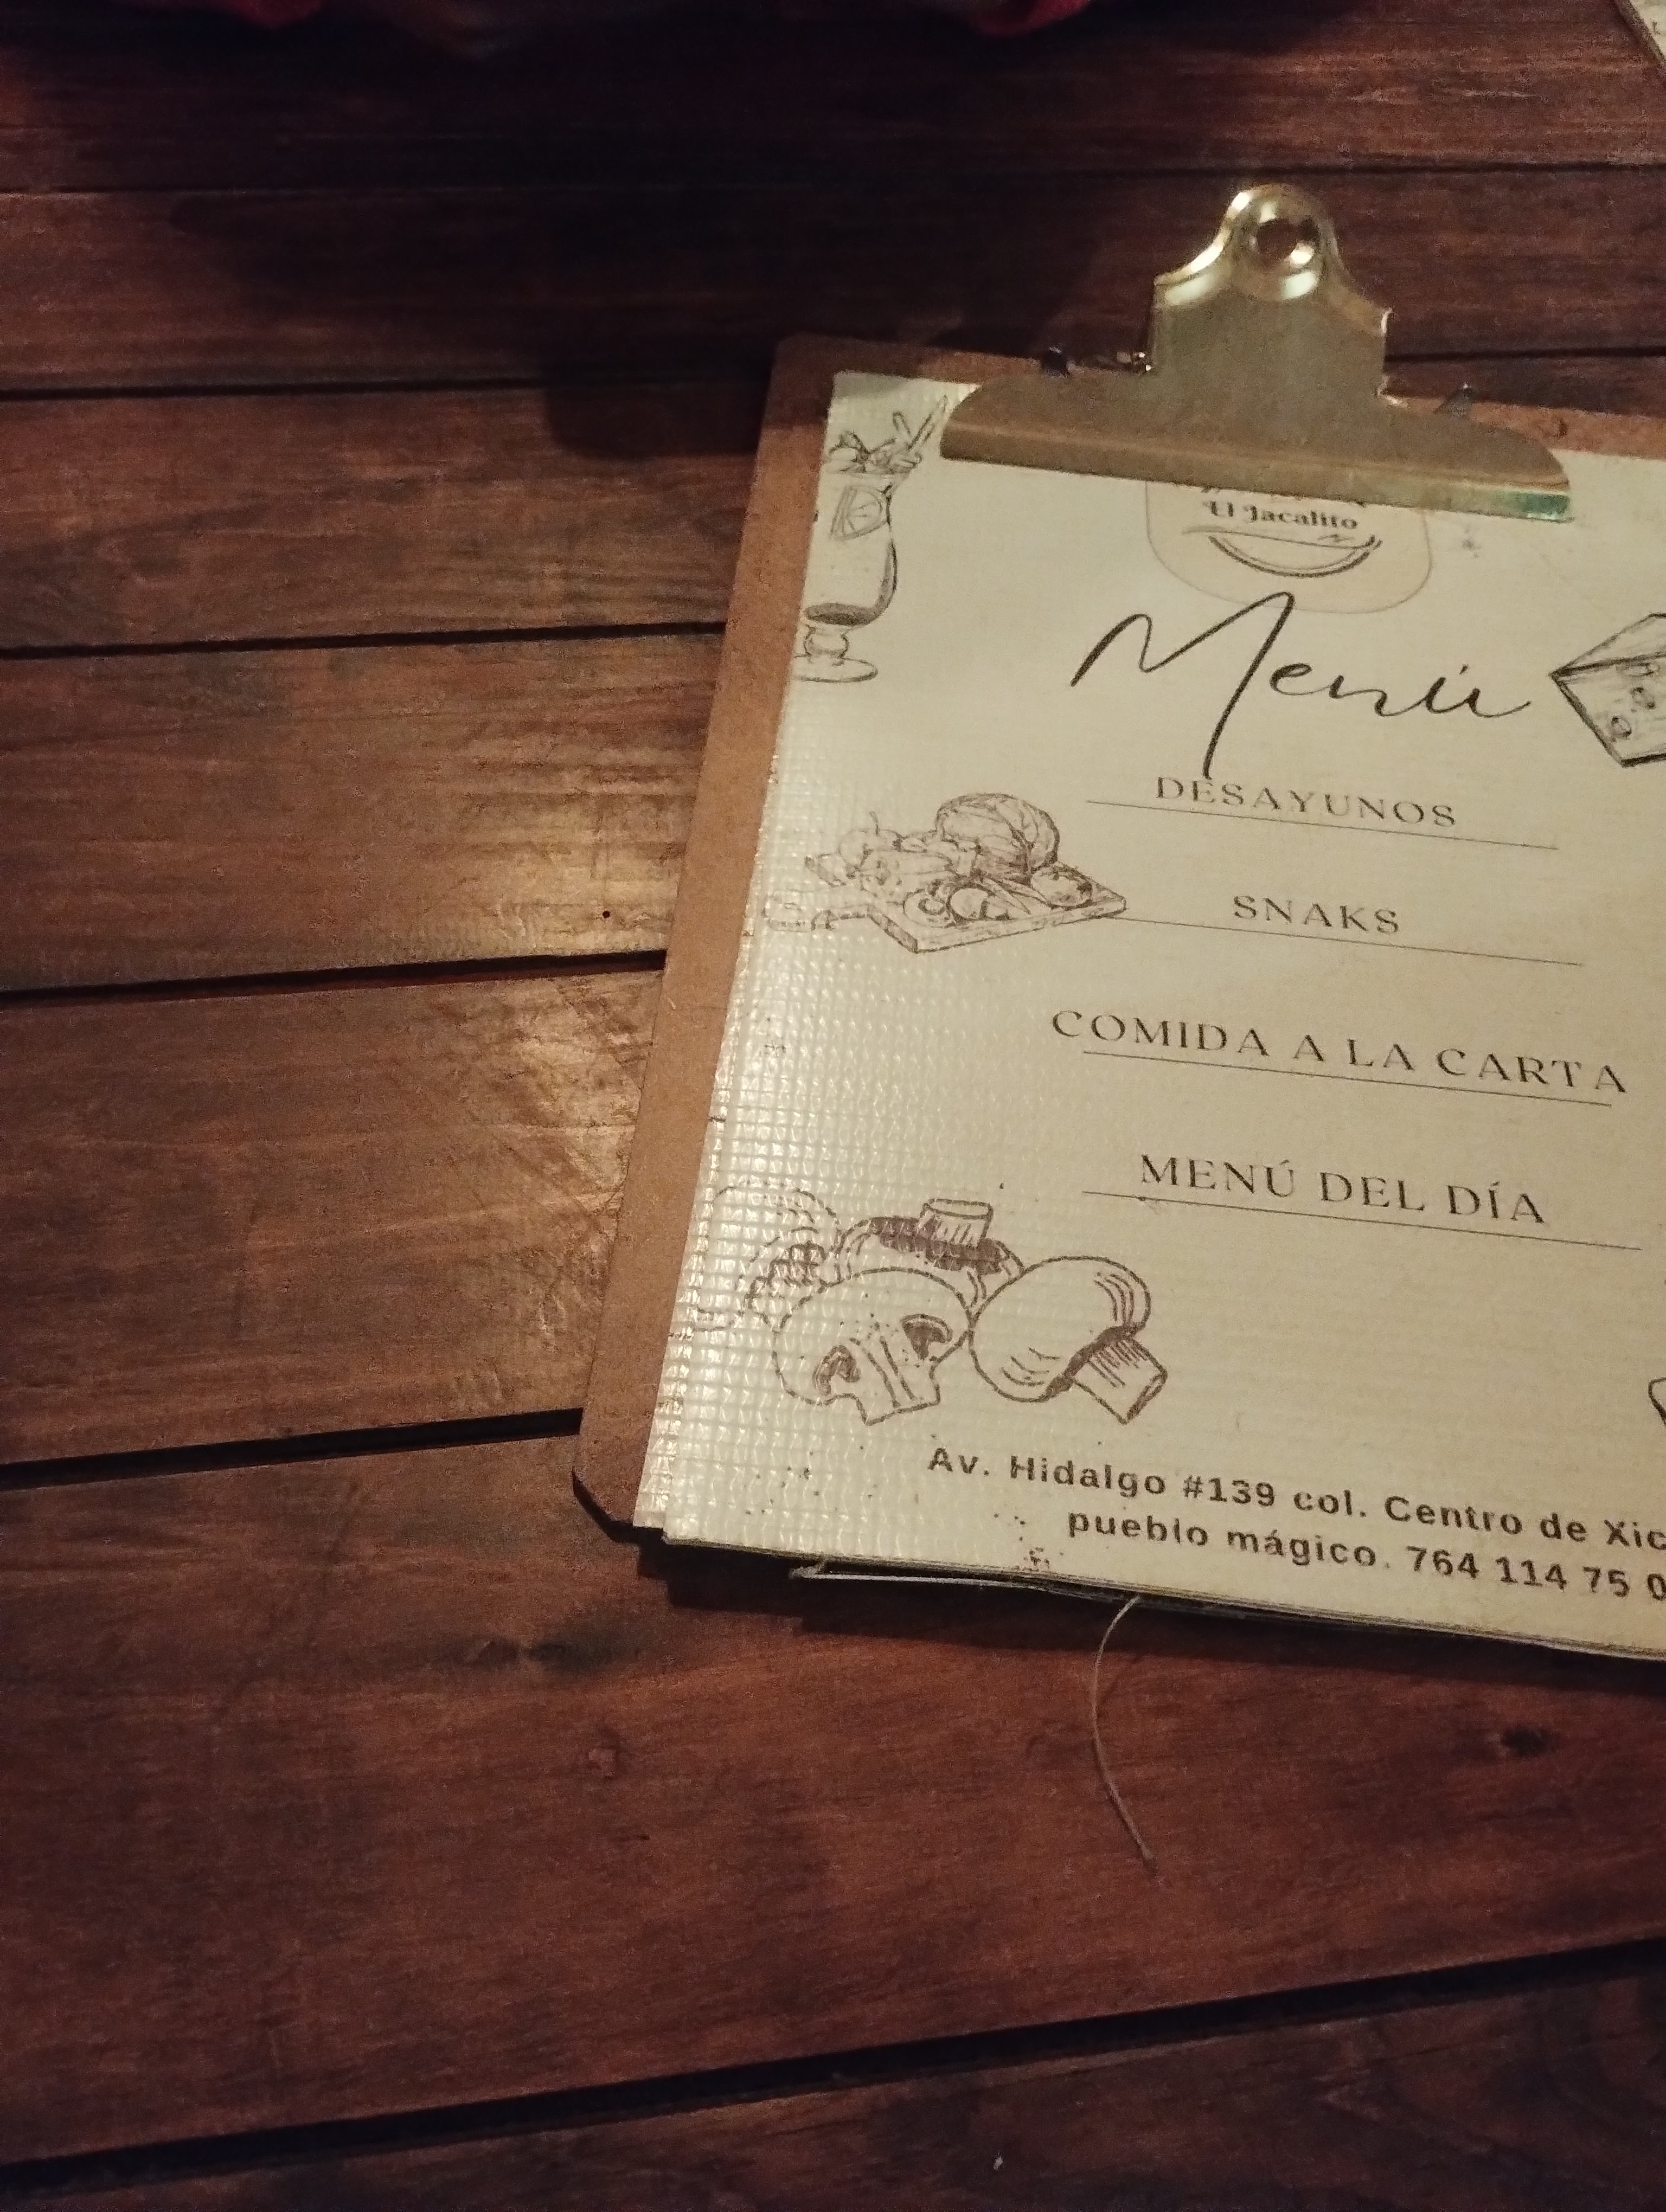 El Jacalito
Menú
DESAYUNOS
SNAKS
COMIDA A LA CARTA
MENÚ DEL DÍA
Av. Hidalgo #139 col. Centro de
pueblo mágico. 764 114 75